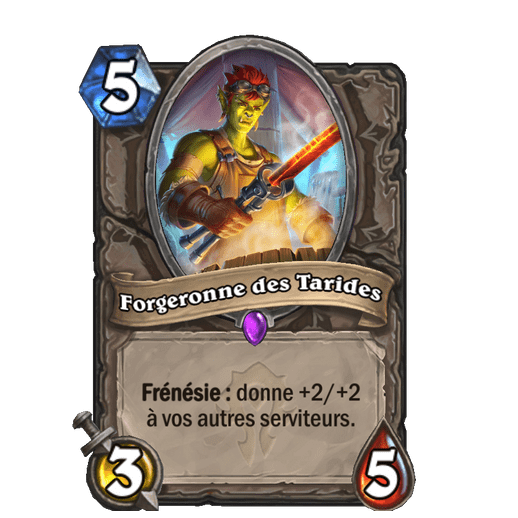 5
Forgeronne des Tarides
Frénésie : donne +2/+2
à vos autres serviteurs.
3
5